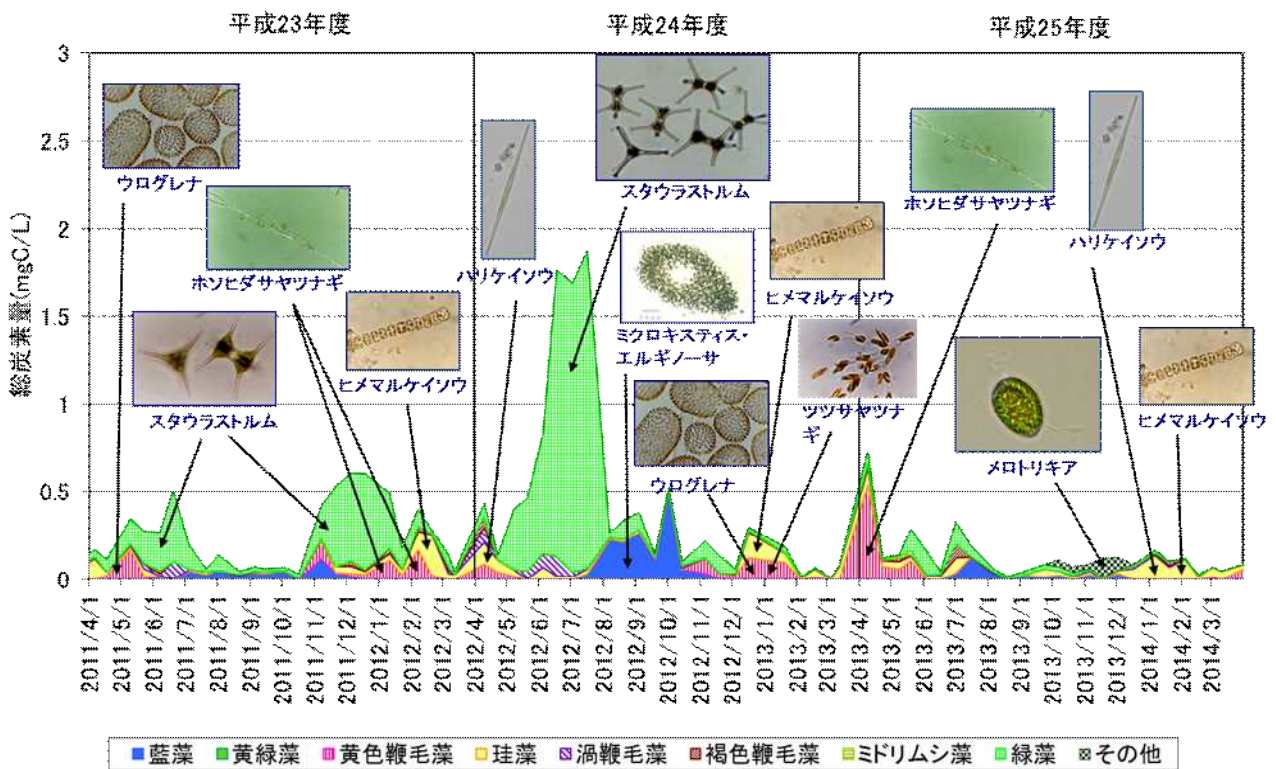 平成23年度 平成24年度 平成25年度
総炭素量(mgC/L)
3
2.5
2
1.5
1
0.5
0
ウログレナ
ホソヒダサヤツナギ
スタウラストルム
ヒメマルケイソウ
ハリケイソウ
スタウラストルム
ミクロキスティス・
エルギノーサ
ウログレナ
ヒメマルケイソウ
ツツサヤツナ
ギ
ホソヒダサヤツナギ
ハリケイソウ
メロトリキア
ヒメマルケイソウ
2011/4/1
2011/5/1
2011/6/1
2011/7/1
2011/8/1
2011/9/1
2011/10/1
2011/11/1
2011/12/1
2012/1/1
2012/2/1
2012/3/1
2012/4/1
2012/5/1
2012/6/1
2012/7/1
2012/8/1
2012/9/1
2012/10/1
2012/11/1
2012/12/1
2013/1/1
2013/2/1
2013/3/1
2013/4/1
2013/5/1
2013/6/1
2013/7/1
2013/8/1
2013/9/1
2013/10/1
2013/11/1
2013/12/1
2014/1/1
2014/2/1
2014/3/1
藍藻 黄緑藻 黄色鞭毛藻 珪藻 渦鞭毛藻 褐色鞭毛藻 ミドリムシ藻 緑藻 その他